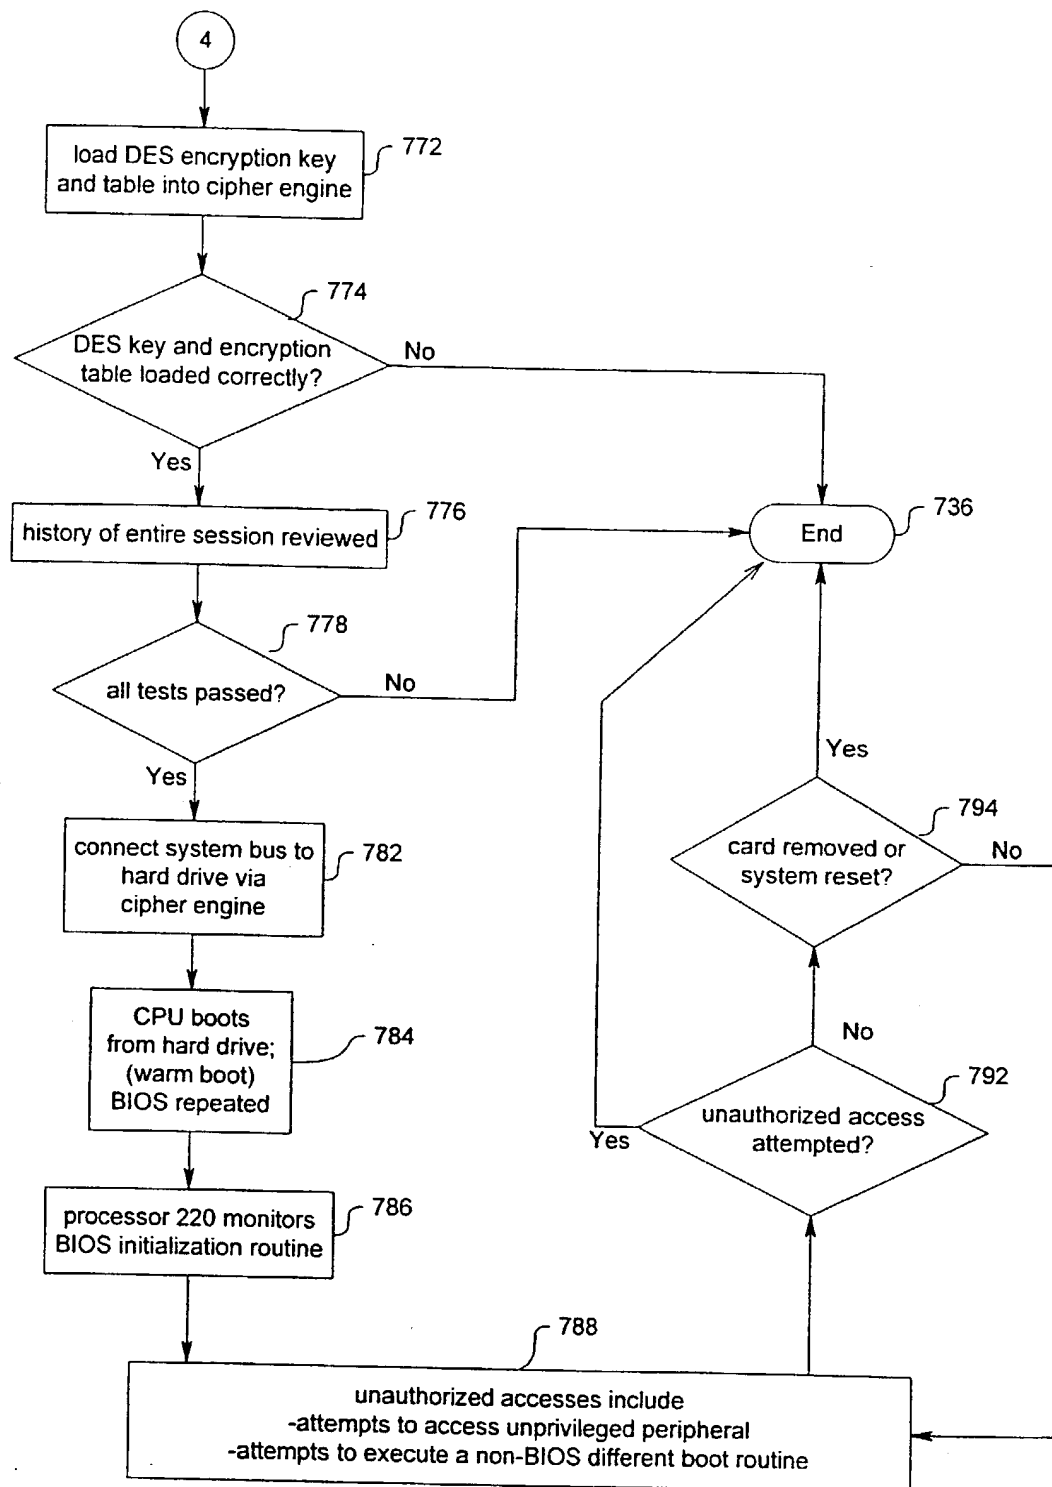 4
load DES encryption key
and table into cipher engine
772
774
DES key and encryption
table loaded correctly?
No
Yes
history of entire session reviewed
776
End
736
778
all tests passed?
No
Yes
connect system bus to
hard drive via
cipher engine
782
CPU boots
from hard drive;
(warm boot)
BIOS repeated
784
processor 220 monitors
BIOS initialization routine
786
788
unauthorized accesses include
-attempts to access unprivileged peripheral
-attempts to execute a non-BIOS different boot routine
792
unauthorized access
attempted?
Yes
No
794
card removed or
system reset?
No
Yes